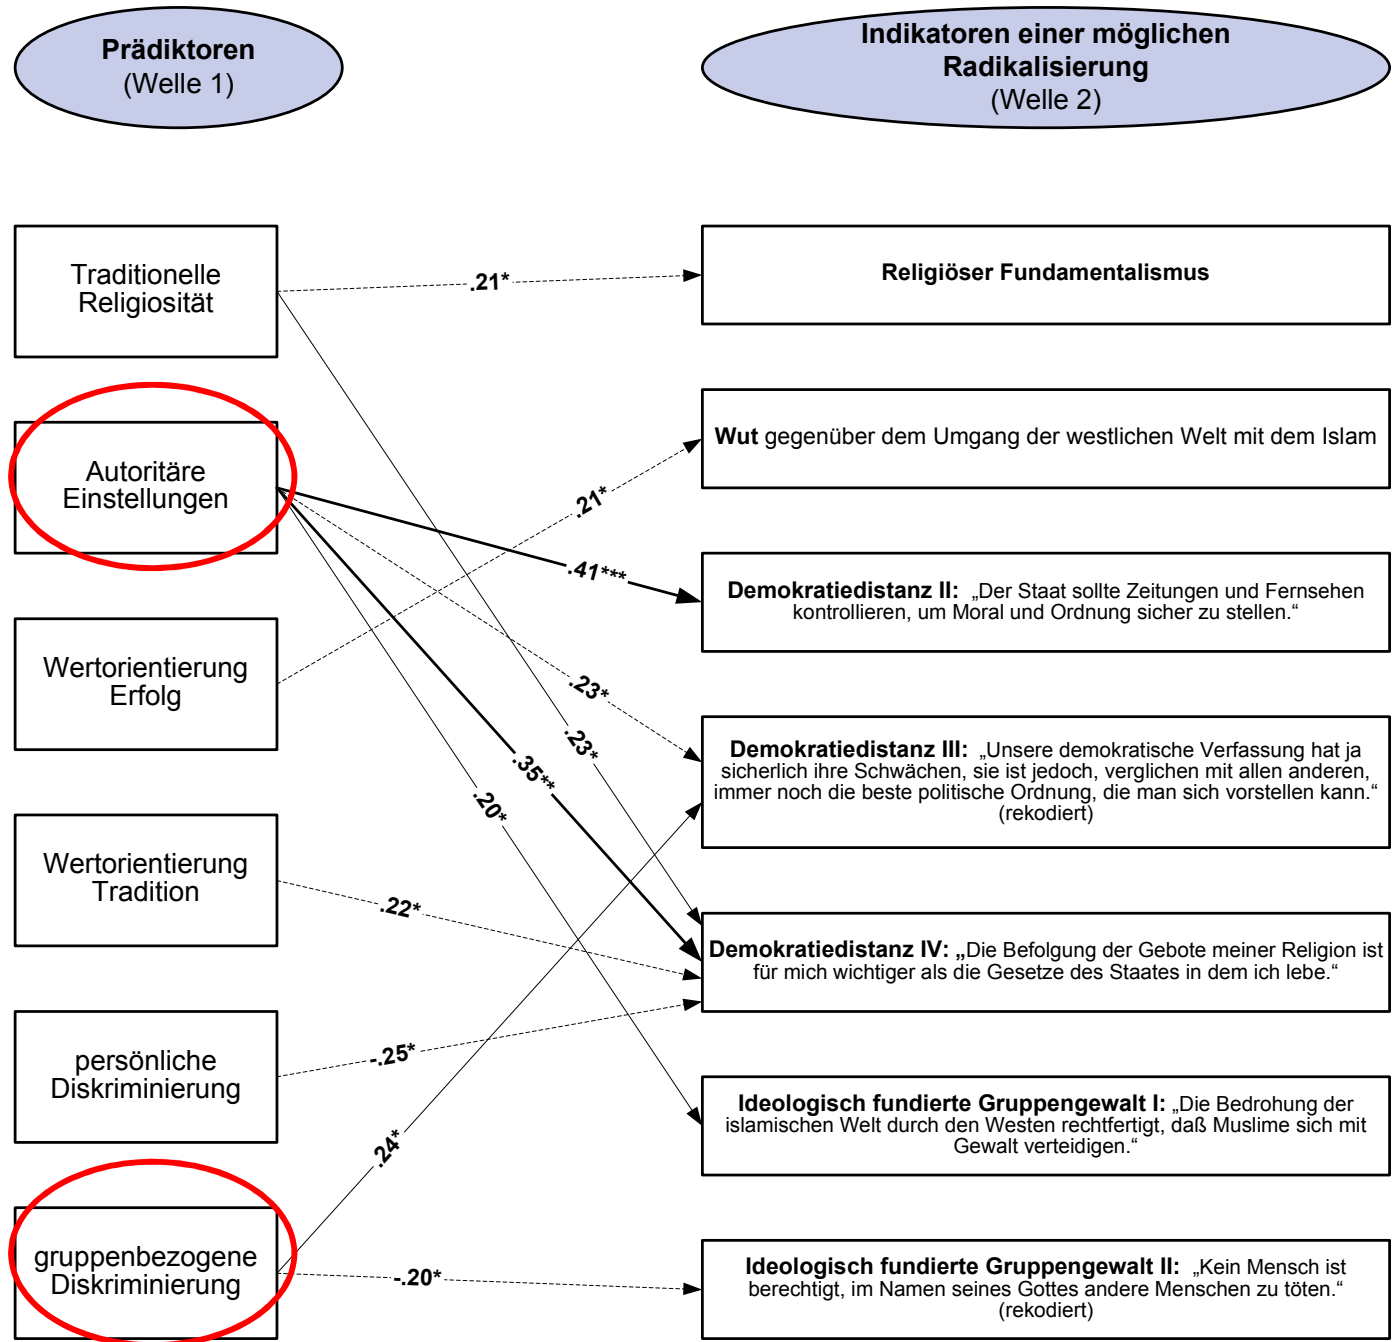 Prädiktoren
(Welle 1)
Indikatoren einer möglichen
Radikalisierung
(Welle 2)
Traditionelle
Religiosität
Autoritäre
Einstellungen
Wertorientierung
Erfolg
Wertorientierung
Tradition
persönliche
Diskriminierung
gruppenbezogene
Diskriminierung
.21*
.21*
.41***
.23*
.23*
.35**
.20*
.22*
-.25*
.24*
-.20*
Religiöser Fundamentalismus
Wut gegenüber dem Umgang der westlichen Welt mit dem Islam
Demokratiedistanz II: „Der Staat sollte Zeitungen und Fernsehen
kontrollieren, um Moral und Ordnung sicher zu stellen.“
Demokratiedistanz III: „Unsere demokratische Verfassung hat ja
sicherlich ihre Schwächen, sie ist jedoch, verglichen mit allen anderen,
immer noch die beste politische Ordnung, die man sich vorstellen kann.“
(rekodiert)
Demokratiedistanz IV: „Die Befolgung der Gebote meiner Religion ist
für mich wichtiger als die Gesetze des Staates in dem ich lebe.“
Ideologisch fundierte Gruppengewalt I: „Die Bedrohung der
islamischen Welt durch den Westen rechtfertigt, daß Muslime sich mit
Gewalt verteidigen.“
Ideologisch fundierte Gruppengewalt II: „Kein Mensch ist
berechtigt, im Namen seines Gottes andere Menschen zu töten.“
(rekodiert)